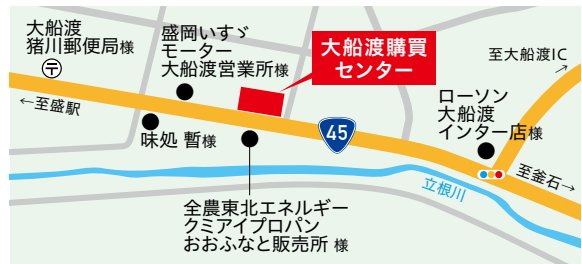 大船渡
猪川郵便局様
〒
盛岡いすゞ
モーター
大船渡営業所様
大船渡購買
センター
至大船渡IC
←至盛駅
味処 暫様
45
ローソン
大船渡
インター店様
至釜石→
立根川
全農東北エネルギー
クミアイプロパン
おおふなと販売所 様